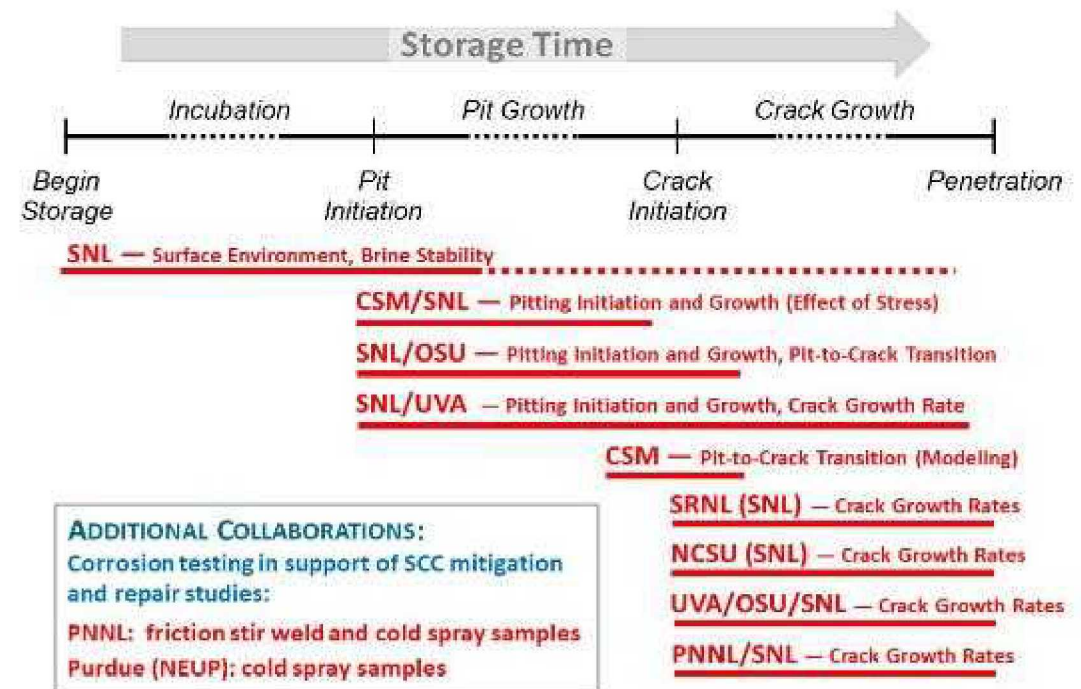 Storage Time
Incubation
Pit Growth
Crack Growth
Begin
Storage
Pit
Initiation
Crack
Initiation
Penetration
SNL — Surface Environment, Brine Stability
CSM/SNL — Pitting Initiation and Growth (Effect of Stress)
SNL/OSU — Pitting Initiation and Growth, Pit-to-Crack Transition
SNL/UVA — Pitting Initiation and Growth, Crack Growth Rate
CSM — Pit-to-Crack Transition (Modeling)
SRNL (SNL) — Crack Growth Rates
NCSU (SNL) — Crack Growth Rates
UVA/OSU/SNL — Crack Growth Rates
PNNL/SNL — Crack Growth Rates
ADDITIONAL COLLABORATIONS:
Corrosion testing in support of SCC mitigation
and repair studies:
PNNL: friction stir weld and cold spray samples
Purdue (NEUP): cold spray samples